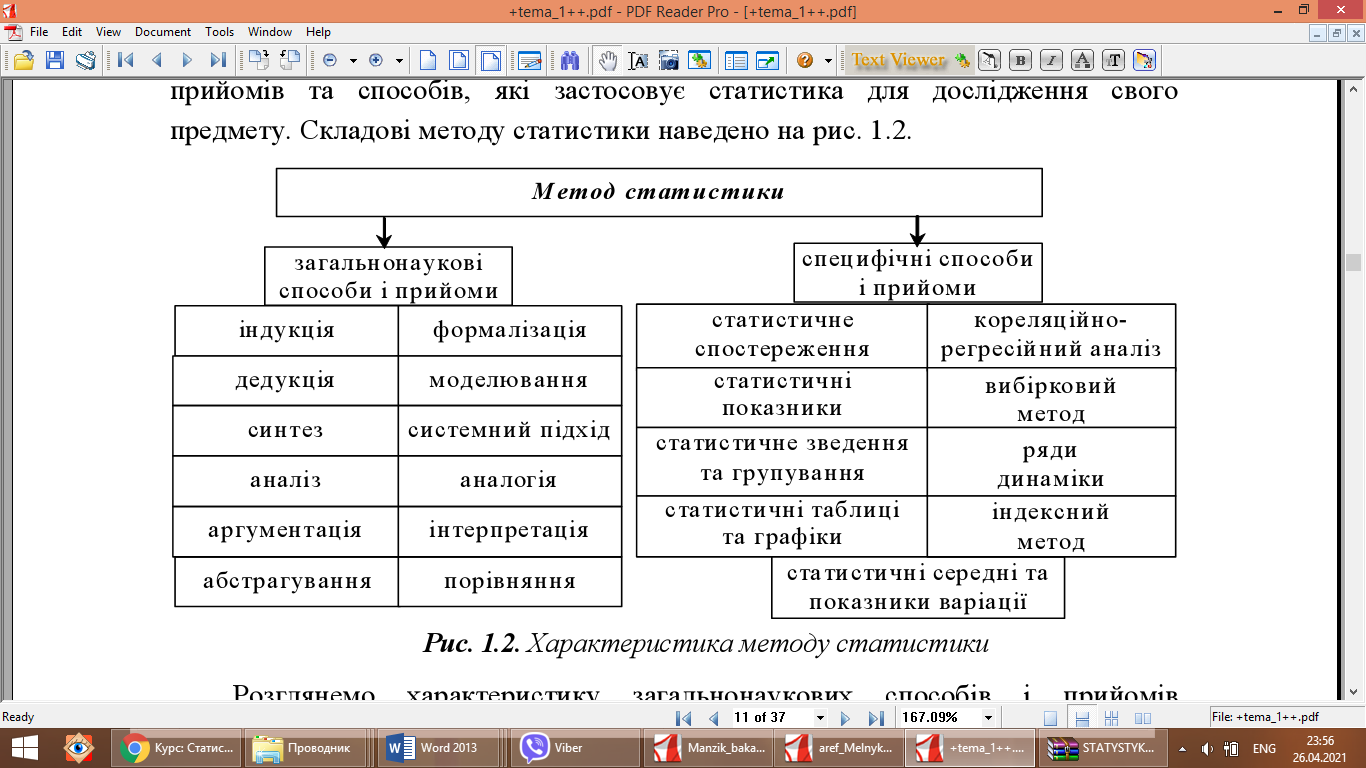 +tema_1++.pdf - PDF Reader Pro - [+tema_1++.pdf]
File Edit View Document Tools Window Help
Text Viewer
прийомів та способів, які застосовує статистика для дослідження свого
предмету. Складові методу статистики наведено на рис. 1.2.
Метод статистики
загальнонаукові
способи і прийоми
індукція формалізація
дедукція моделювання
синтез системний підхід
аналіз аналогія
аргументація інтерпретація
абстрагування порівняння
специфічні способи
і прийоми
статистичне
спостереження
кореляційно-
регресійний аналіз
статистичні
показники
вибірковий
метод
статистичне зведення
та групування
ряди
динаміки
статистичні таблиці
та графіки
індексний
метод
статистичні середні та
показники варіації
Рис. 1.2. Характеристика методу статистики
Розглянемо характеристику загальнонаукових способів і прийомів
Ready
11 of 37
167.09%
File: +tema_1++.pdf
Курс: Статис...
Проводник
Word 2013
Viber
Manzik_baka...
aref_Melnyk...
+tema_1++....
STATYSTYK...
ENG
23:56
26.04.2021